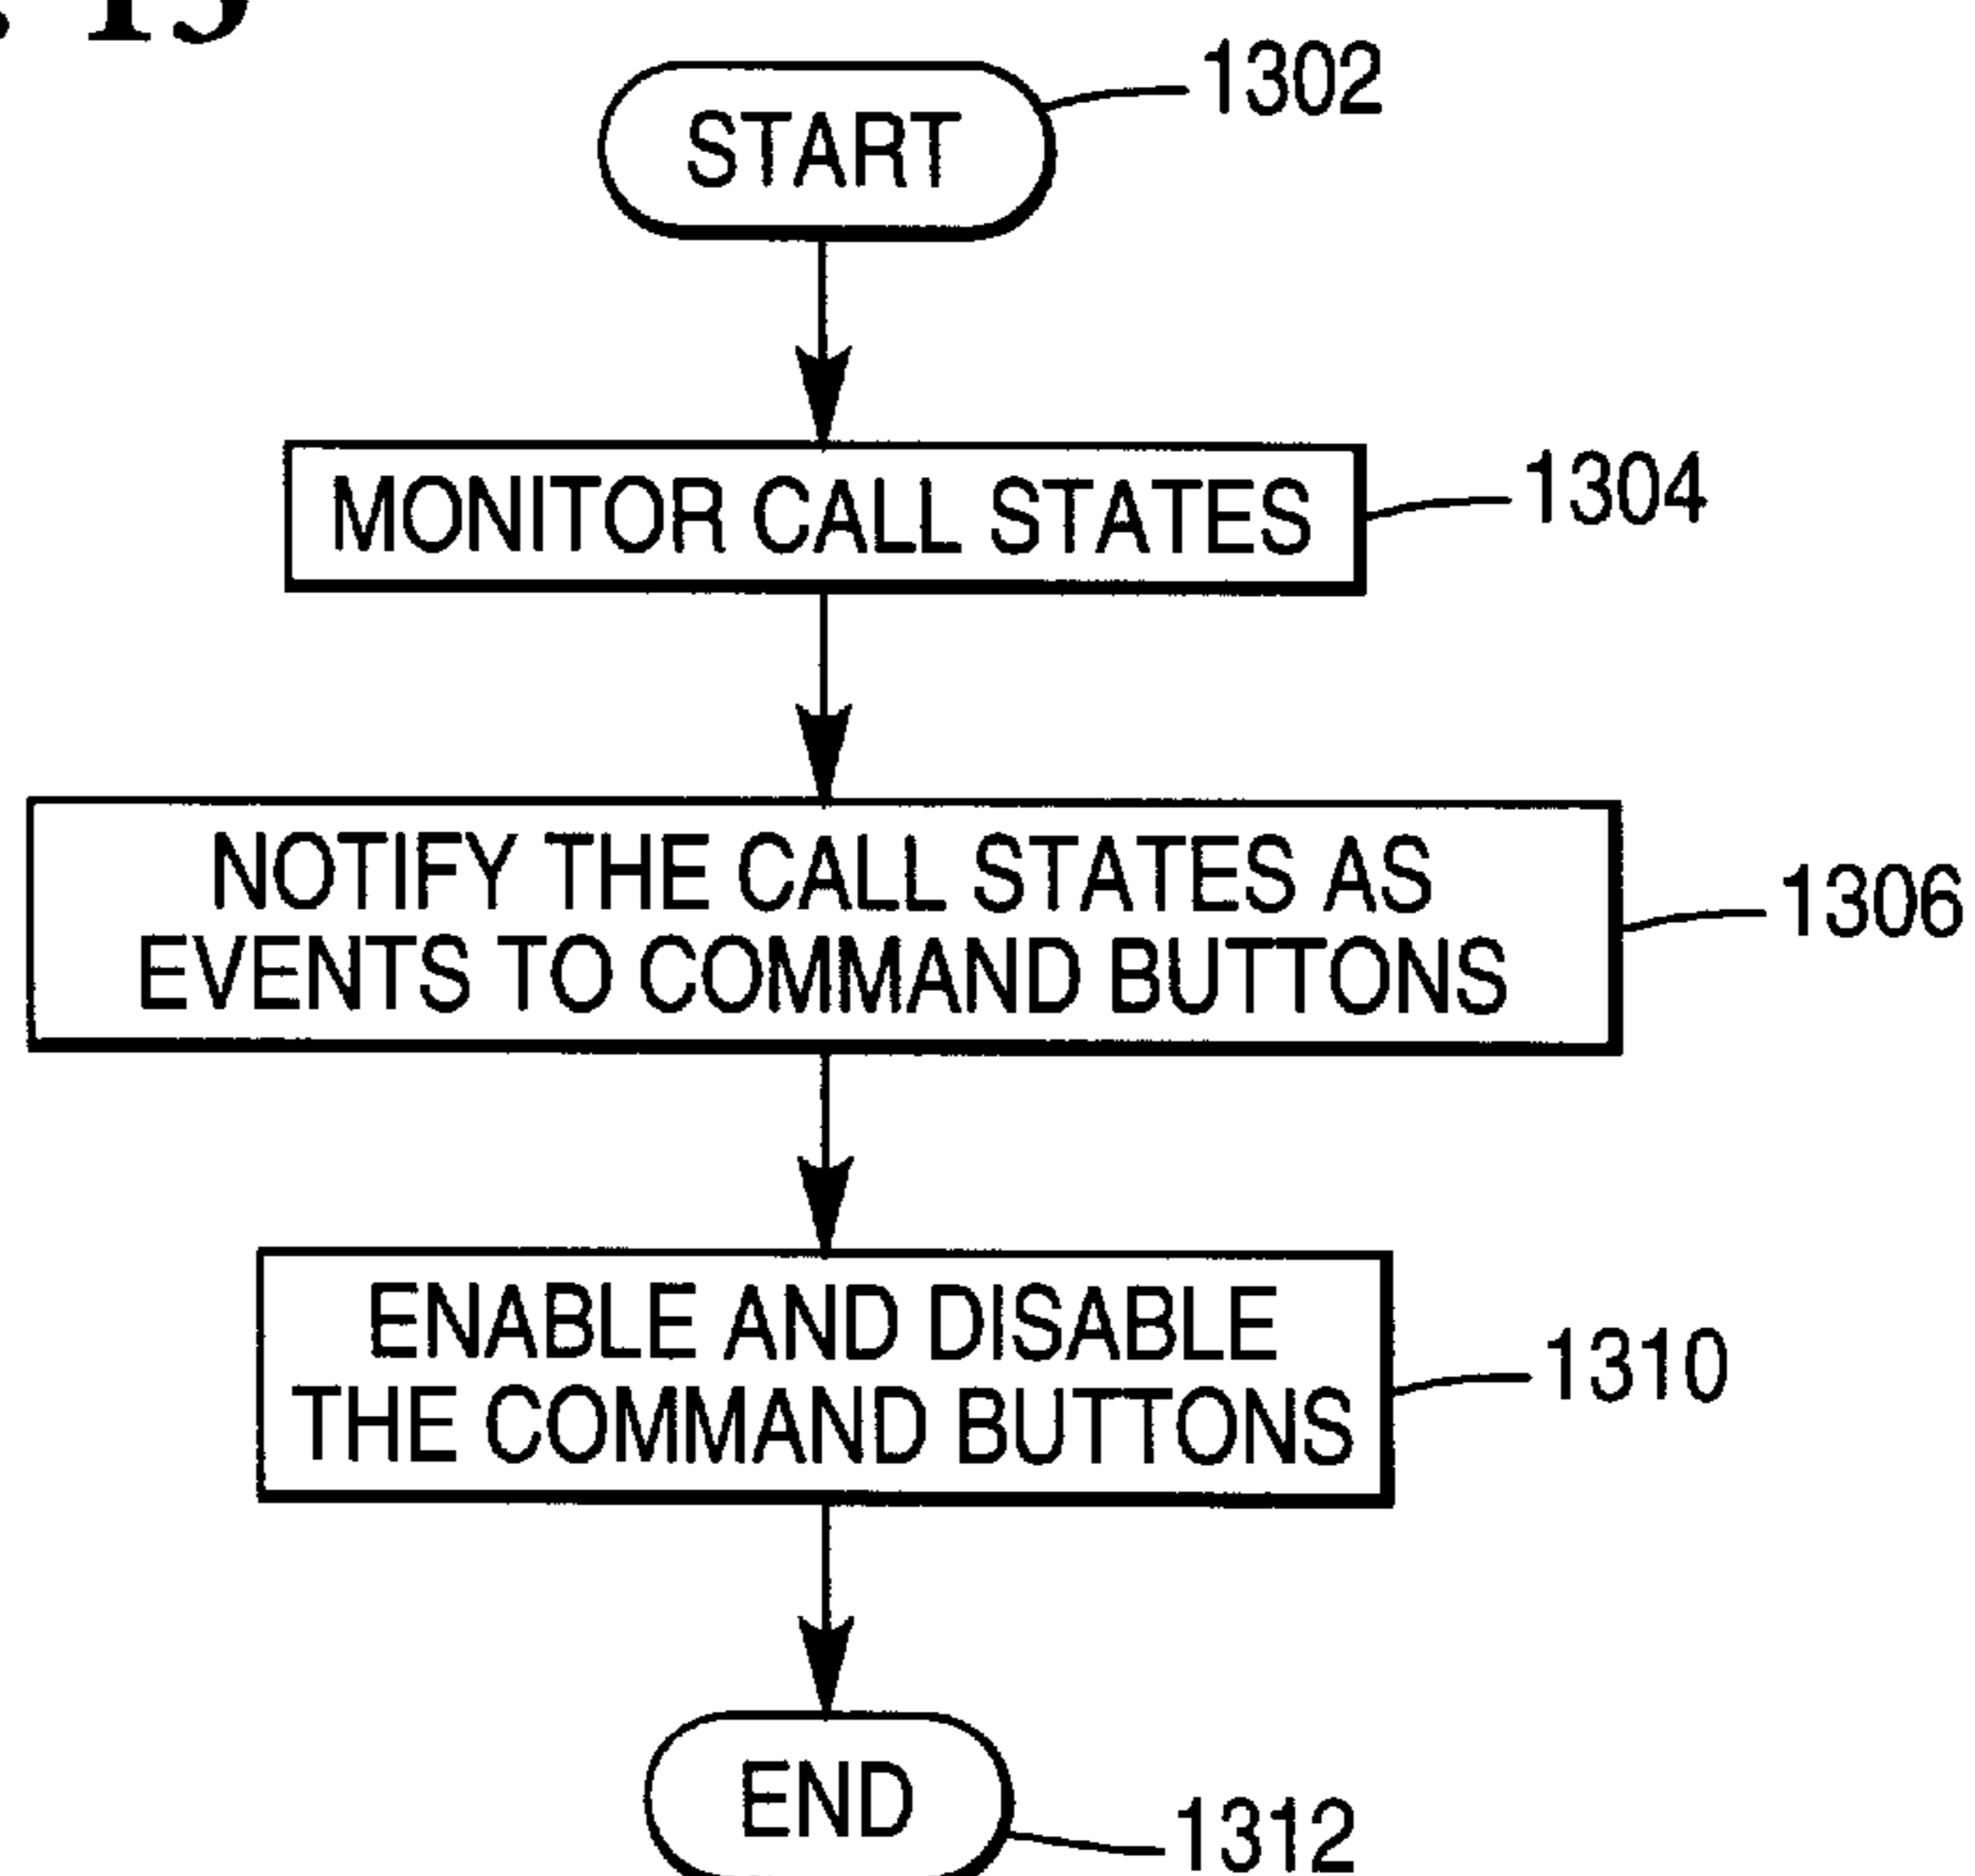 START
1302
MONITOR CALL STATES
1304
NOTIFY THE CALL STATES AS
EVENTS TO COMMAND BUTTONS
1306
ENABLE AND DISABLE
THE COMMAND BUTTONS
1310
END
1312